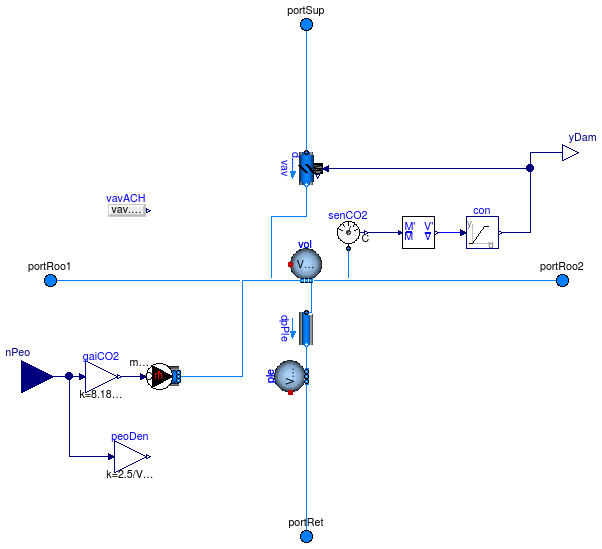 portSup
yDam
d
vav
vavACH
vav....
senCO2
C
M'
M
V'
V
con
y
u
vol
V...
portRoo1
portRoo2
dpPle
nPeo
gaiCO2
m...
k=8.18...
ple
V...
peoDen
k=2.5/V...
portRet